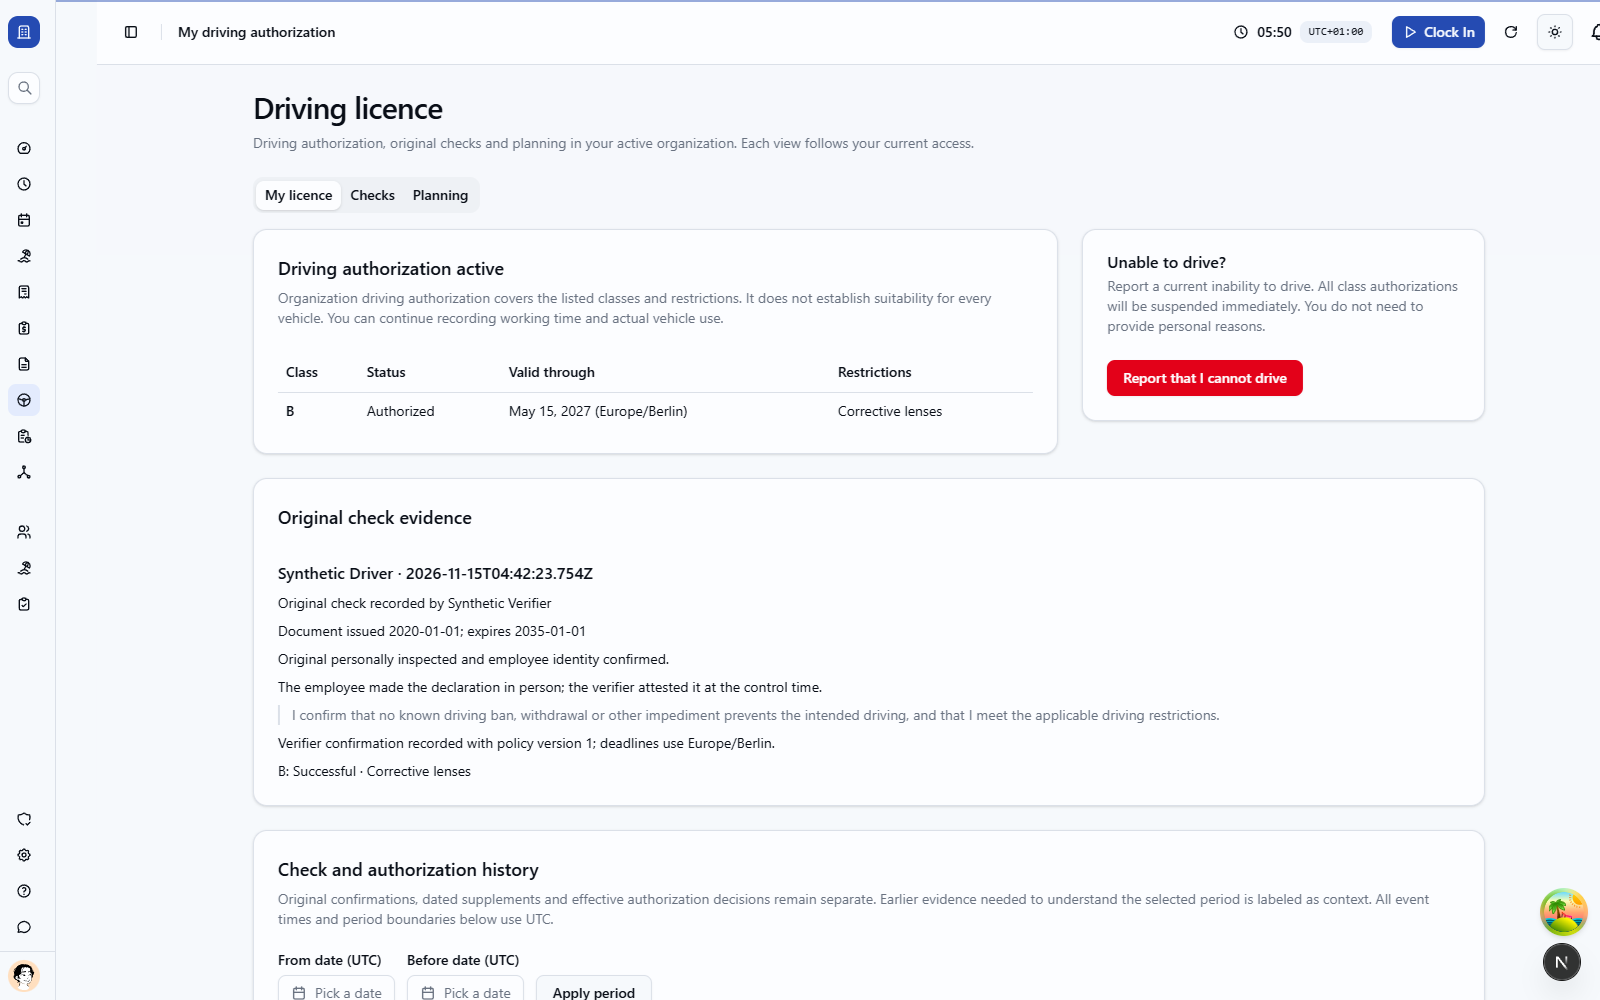 My driving authorization
05:50
UTC+01:00
Clock In
Driving licence
Driving authorization, original checks and planning in your active organization. Each view follows your current access.
My licence
Checks
Planning
Driving authorization active
Organization driving authorization covers the listed classes and restrictions. It does not establish suitability for every
vehicle. You can continue recording working time and actual vehicle use.
Class Status Valid through Restrictions
B Authorized May 15, 2027 (Europe/Berlin) Corrective lenses
Unable to drive?
Report a current inability to drive. All class authorizations
will be suspended immediately. You do not need to
provide personal reasons.
Report that I cannot drive
Original check evidence
Synthetic Driver · 2026-11-15T04:42:23.754Z
Original check recorded by Synthetic Verifier
Document issued 2020-01-01; expires 2035-01-01
Original personally inspected and employee identity confirmed.
The employee made the declaration in person; the verifier attested it at the control time.
I confirm that no known driving ban, withdrawal or other impediment prevents the intended driving, and that I meet the applicable driving restrictions.
Verifier confirmation recorded with policy version 1; deadlines use Europe/Berlin.
B: Successful · Corrective lenses
Check and authorization history
Original confirmations, dated supplements and effective authorization decisions remain separate. Earlier evidence needed to understand the selected period is labeled as context. All event
times and period boundaries below use UTC.
From date (UTC) Before date (UTC)
Pick a date Pick a date Apply period
N